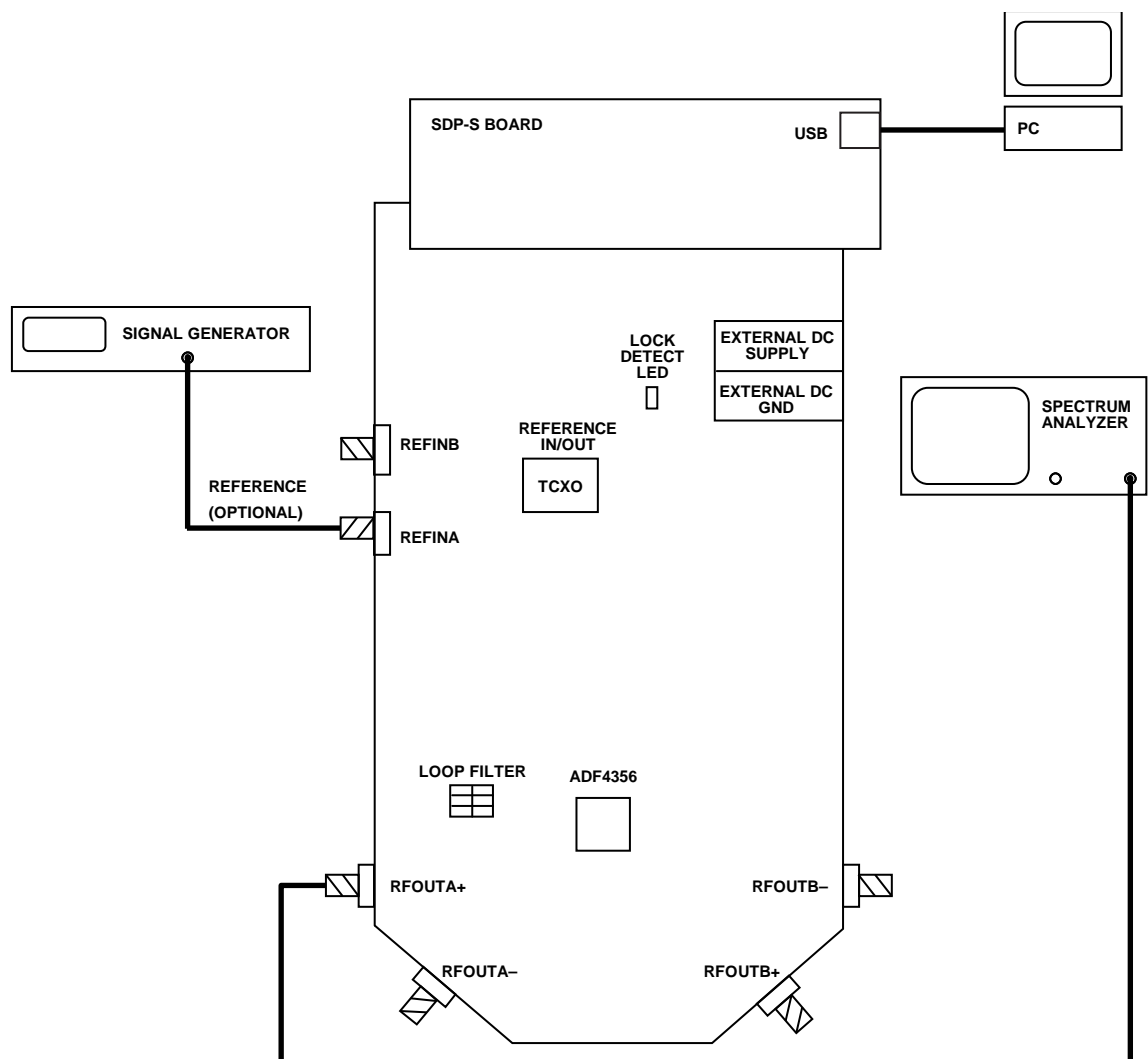 SDP-S BOARD
USB
PC
SIGNAL GENERATOR
LOCK
DETECT
LED
EXTERNAL DC
SUPPLY
EXTERNAL DC
GND
SPECTRUM
ANALYZER
REFINB
REFERENCE
IN/OUT
TCXO
REFERENCE
(OPTIONAL)
REFINA
LOOP FILTER
ADF4356
RFOUTA+
RFOUTB–
RFOUTA–
RFOUTB+